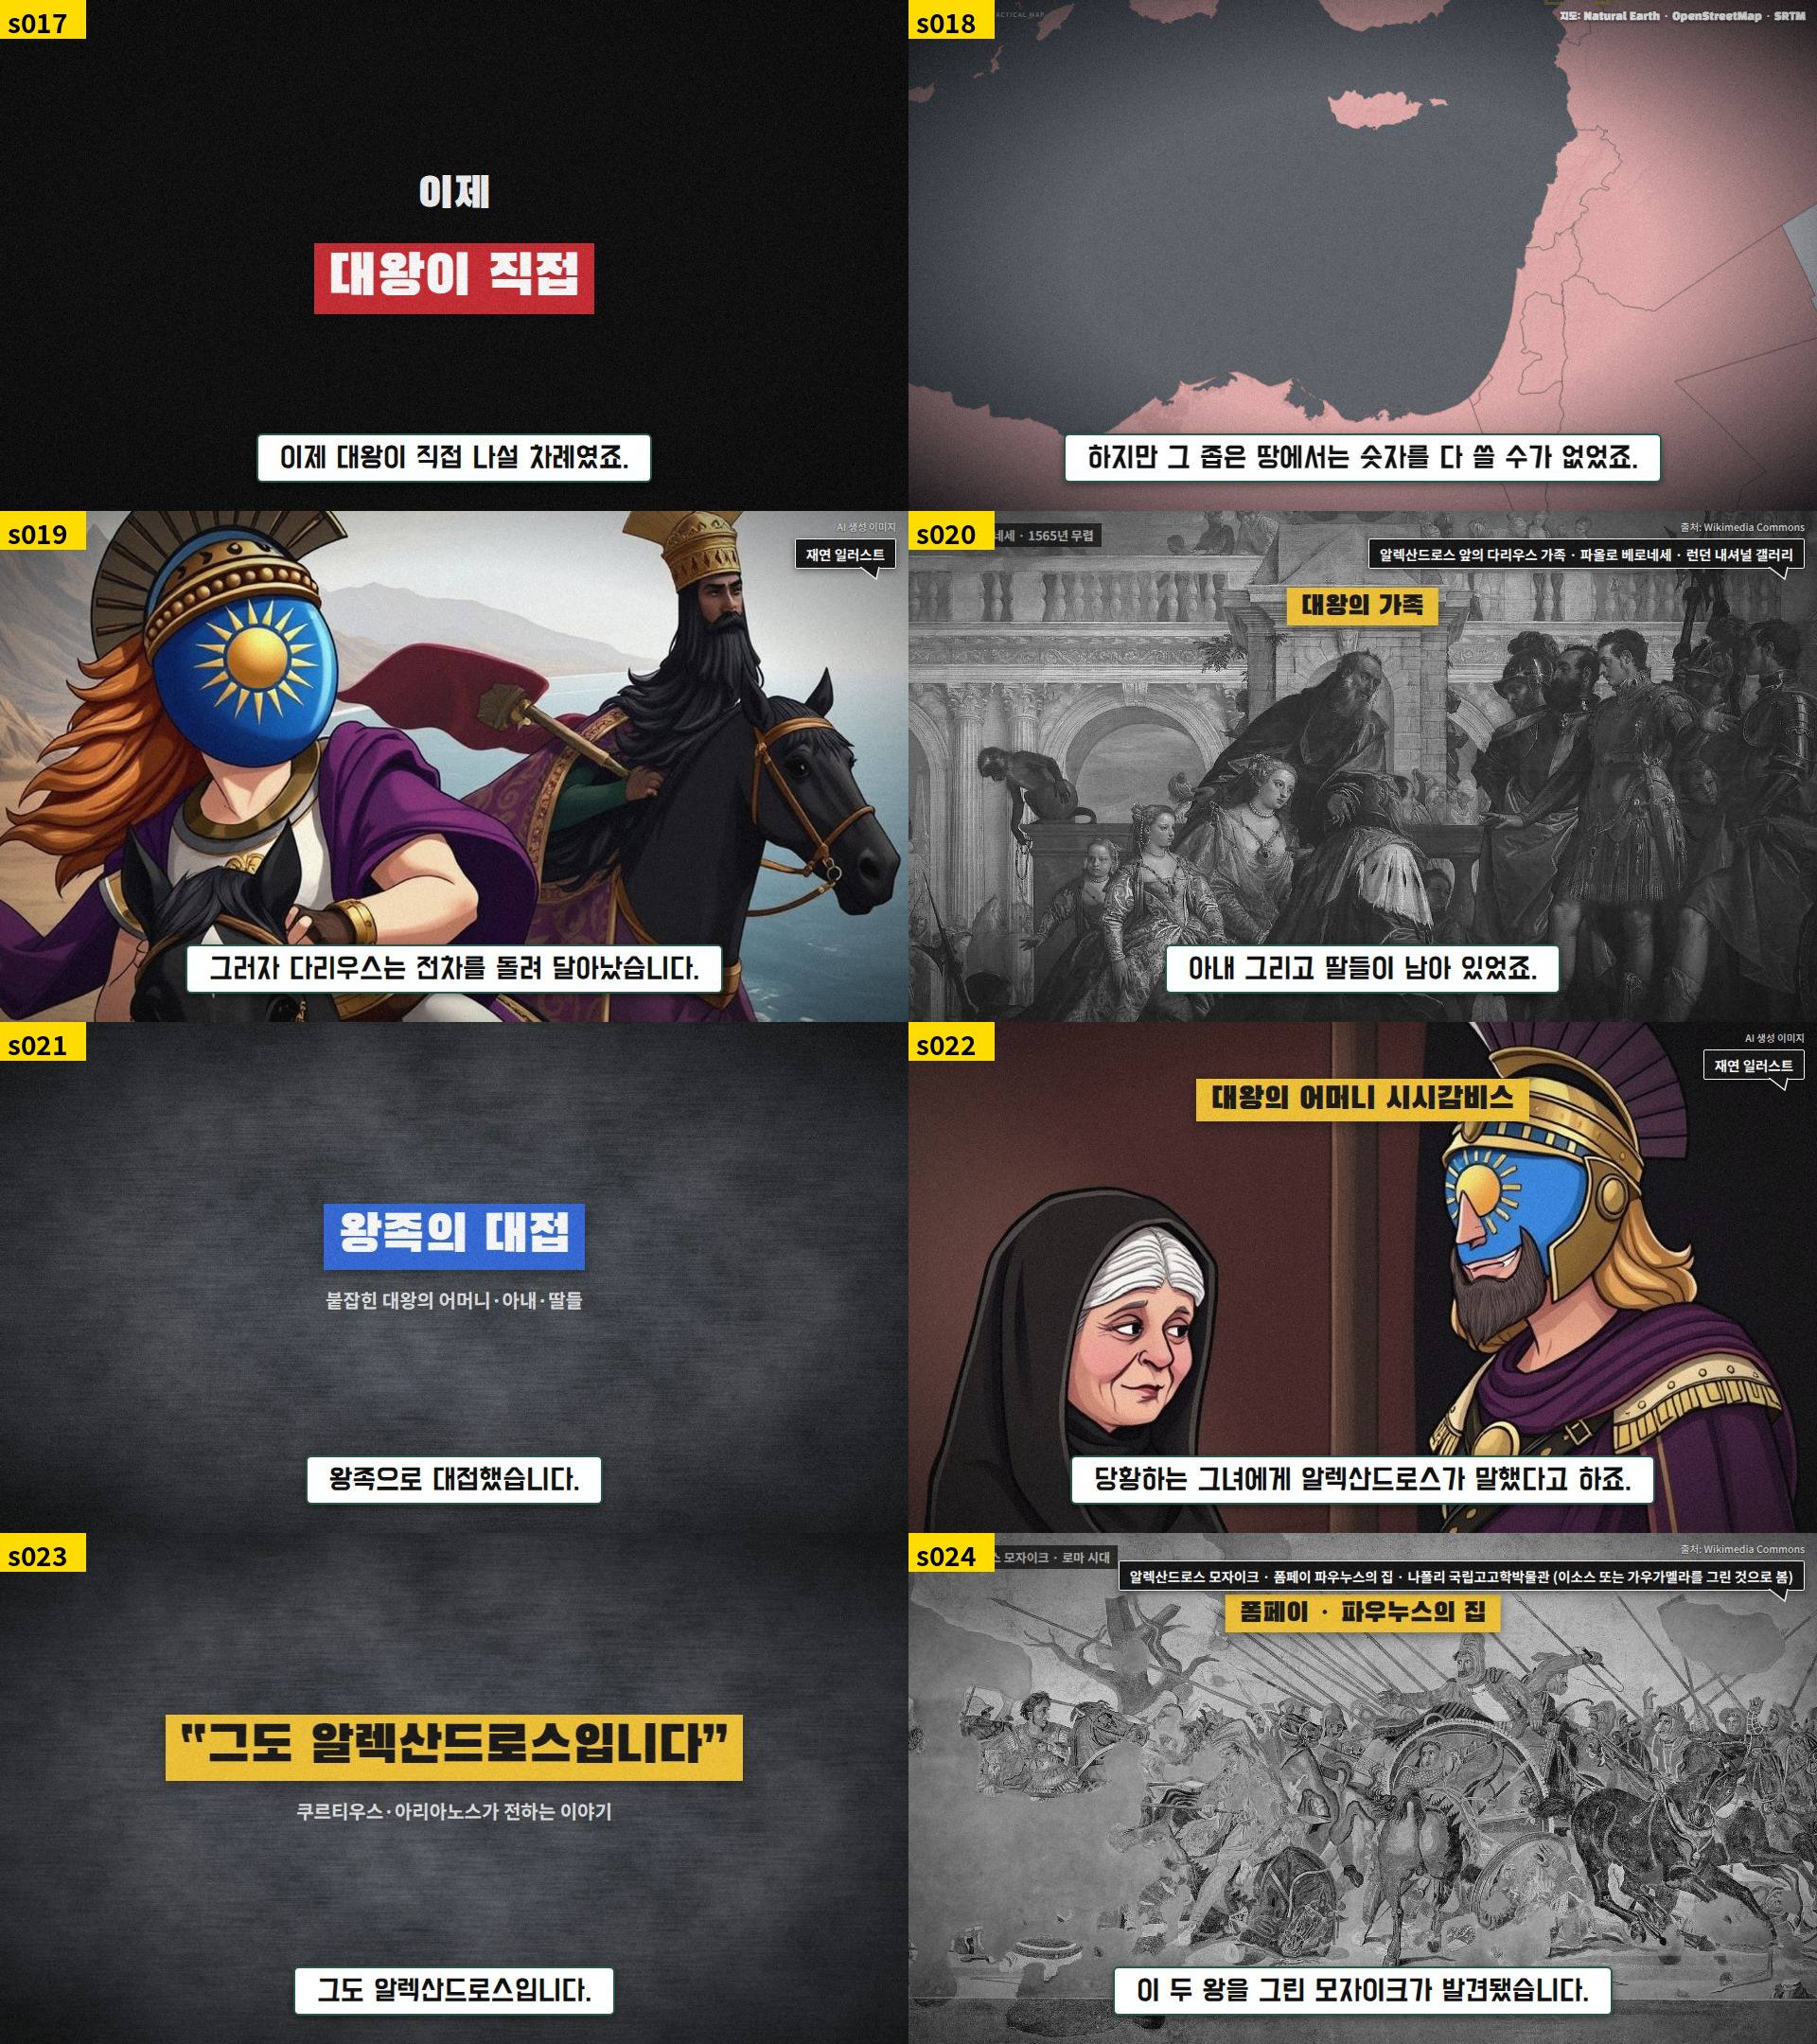 s017
이제
대왕이 직접
이제 대왕이 직접 나설 차례였죠.
s018
지도: Natural Earth · OpenStreetMap · SRTM
하지만 그 좁은 땅에서는 숫자를 다 쓸 수가 없었죠.
s019
AI 생성 이미지
재연 일러스트
그러자 다리우스는 전차를 돌려 달아났습니다.
s020
네세 · 1565년 무렵
출처: Wikimedia Commons
알렉산드로스 앞의 다리우스 가족 · 파올로 베로네세 · 런던 내셔널 갤러리
대왕의 가족
아내 그리고 딸들이 남아 있었죠.
s021
왕족의 대접
붙잡힌 대왕의 어머니·아내·딸들
왕족으로 대접했습니다.
s022
AI 생성 이미지
재연 일러스트
대왕의 어머니 시시감비스
당황하는 그녀에게 알렉산드로스가 말했다고 하죠.
s023
“그도 알렉산드로스입니다”
쿠르티우스·아리아노스가 전하는 이야기
그도 알렉산드로스입니다.
s024
스 모자이크 · 로마 시대
출처: Wikimedia Commons
알렉산드로스 모자이크 · 폼페이 파우누스의 집 · 나폴리 국립고고학박물관 (이소스 또는 가우가멜라를 그린 것으로 봄)
폼페이 · 파우누스의 집
이 두 왕을 그린 모자이크가 발견됐습니다.